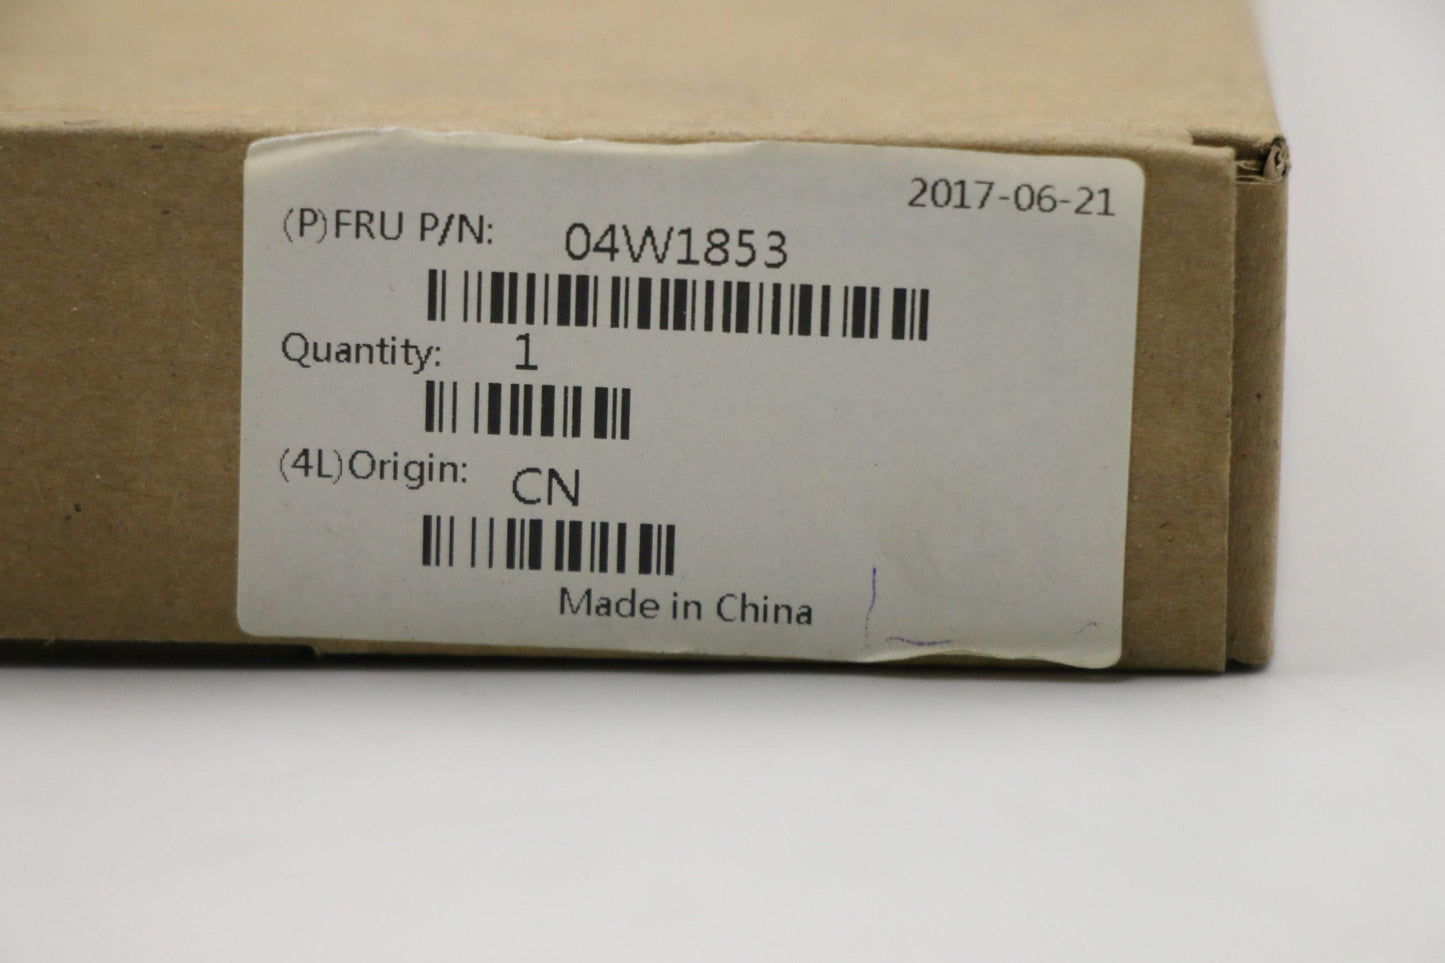 2017-06-21
(P)FRU P/N: 04W1853
Quantity: 1
(4L)Origin: CN
Made in China